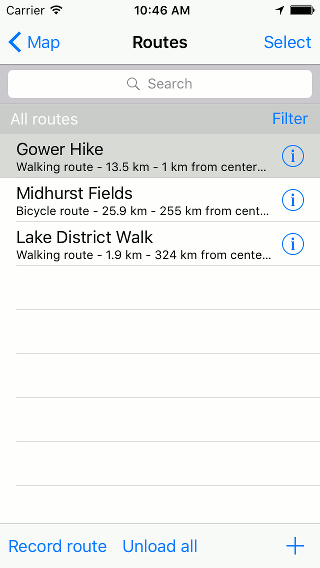 Carrier 10:46 AM
Map Routes Select
Search
All routes Filter
Gower Hike
Walking route - 13.5 km - 1 km from center...
Midhurst Fields
Bicycle route - 25.9 km - 255 km from cent...
Lake District Walk
Walking route - 1.9 km - 324 km from cente...
Record route Unload all